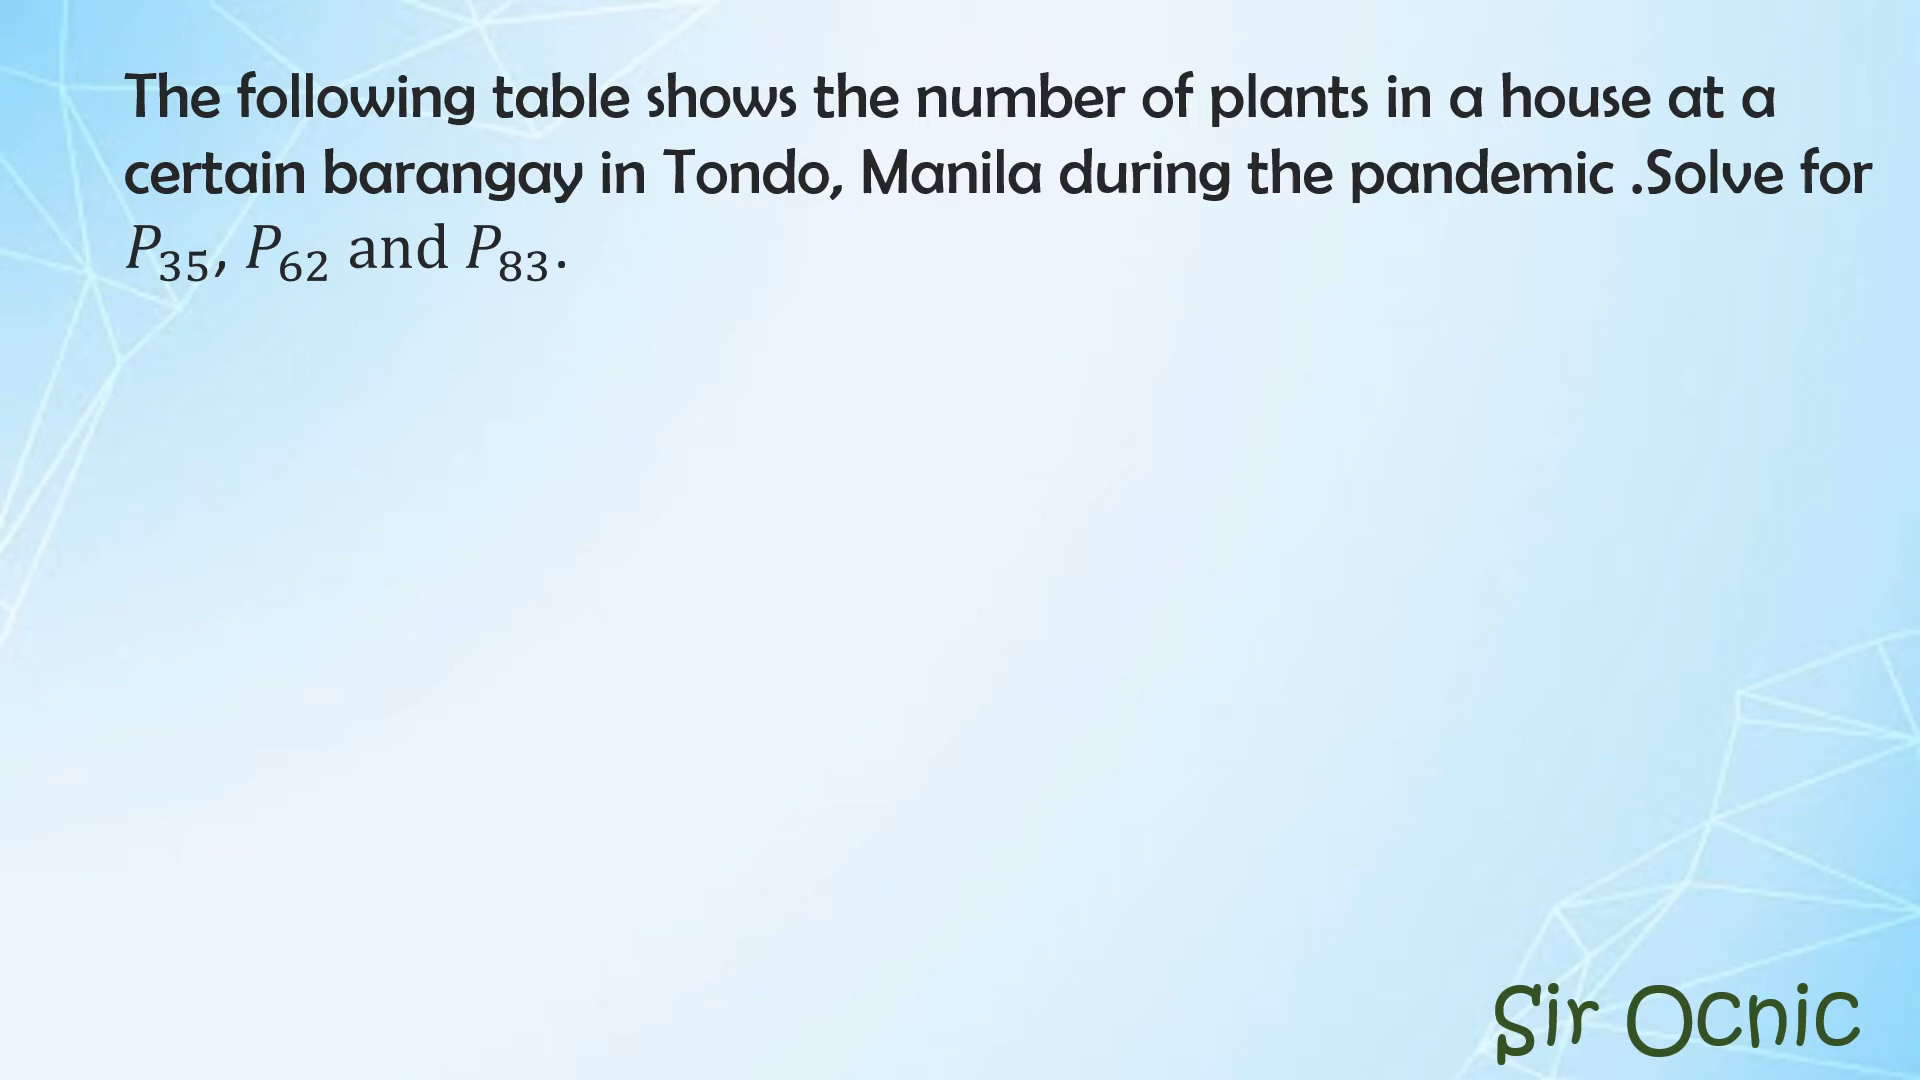 The following table shows the number of plants in a house at a
certain barangay in Tondo, Manila during the pandemic .Solve for
𝑃₃₅, 𝑃₆₂ and 𝑃₈₃.
Sir Ocnic